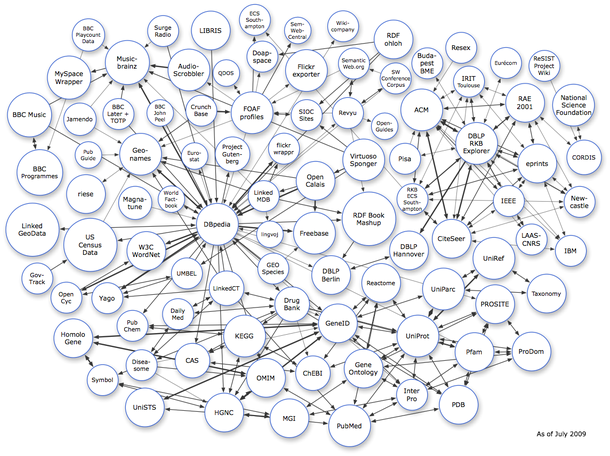 BBC
Playcount
Data
Surge
Radio
LIBRIS
ECS
South-
ampton
Sem-
Web-
Central
Wiki-
company
RDF
ohloh
Resex
Music-
brainz
Buda-
pest
BME
Eurécom
ReSIST
Project
Wiki
MySpace
Wrapper
Audio-
Scrobbler
QDOS
Doap-
space
Flickr
exporter
Semantic
Web.org
SW
Conference
Corpus
IRIT
Toulouse
National
Science
Foundation
BBC Music
Jamendo
BBC
Later +
TOTP
BBC
John
Peel
Crunch
Base
FOAF
profiles
SIOC
Sites
Revyu
Open-
Guides
ACM
RAE
2001
DBLP
RKB
Explorer
BBC
Programmes
Pub
Guide
Geo-
names
Euro-
stat
Project
Guten-
berg
flickr
wrappr
Virtuoso
Sponger
Pisa
eprints
CORDIS
riese
Magna-
tune
World
Fact-
book
Linked
MDB
Open
Calais
RKB
ECS
South-
ampton
IEEE
New-
castle
Linked
GeoData
US
Census
Data
DBpedia
lingvoj
Freebase
RDF Book
Mashup
CiteSeer
LAAS-
CNRS
IBM
W3C
WordNet
DBLP
Hannover
Gov-
Track
UMBEL
GEO
Species
DBLP
Berlin
UniRef
Open
Cyc
Yago
LinkedCT
Reactome
UniParc
Taxonomy
Daily
Med
Drug
Bank
PROSITE
Pub
Chem
GeneID
Homolo
Gene
KEGG
UniProt
Pfam
ProDom
Disea-
some
CAS
ChEBI
Gene
Ontology
Symbol
OMIM
Inter
Pro
UniSTS
HGNC
MGI
PubMed
PDB
As of July 2009